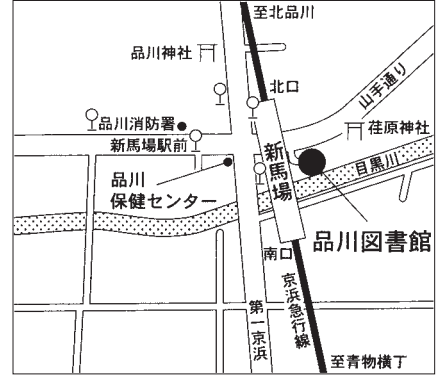 至北品川
品川神社
北口
山手通り
品川消防署
荏原神社
新馬場駅前
新馬場
目黒川
品川
保健センター
品川図書館
南口
第一京浜
京浜急行線
至青物横丁